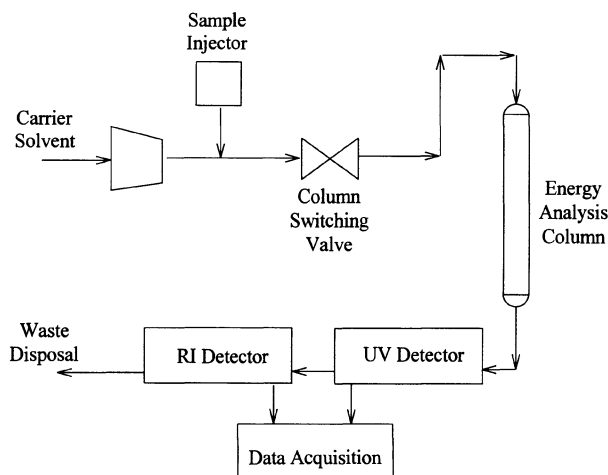 Sample
Injector
Carrier
Solvent
Column
Switching
Valve
Energy
Analysis
Column
Waste
Disposal
RI Detector
UV Detector
Data Acquisition